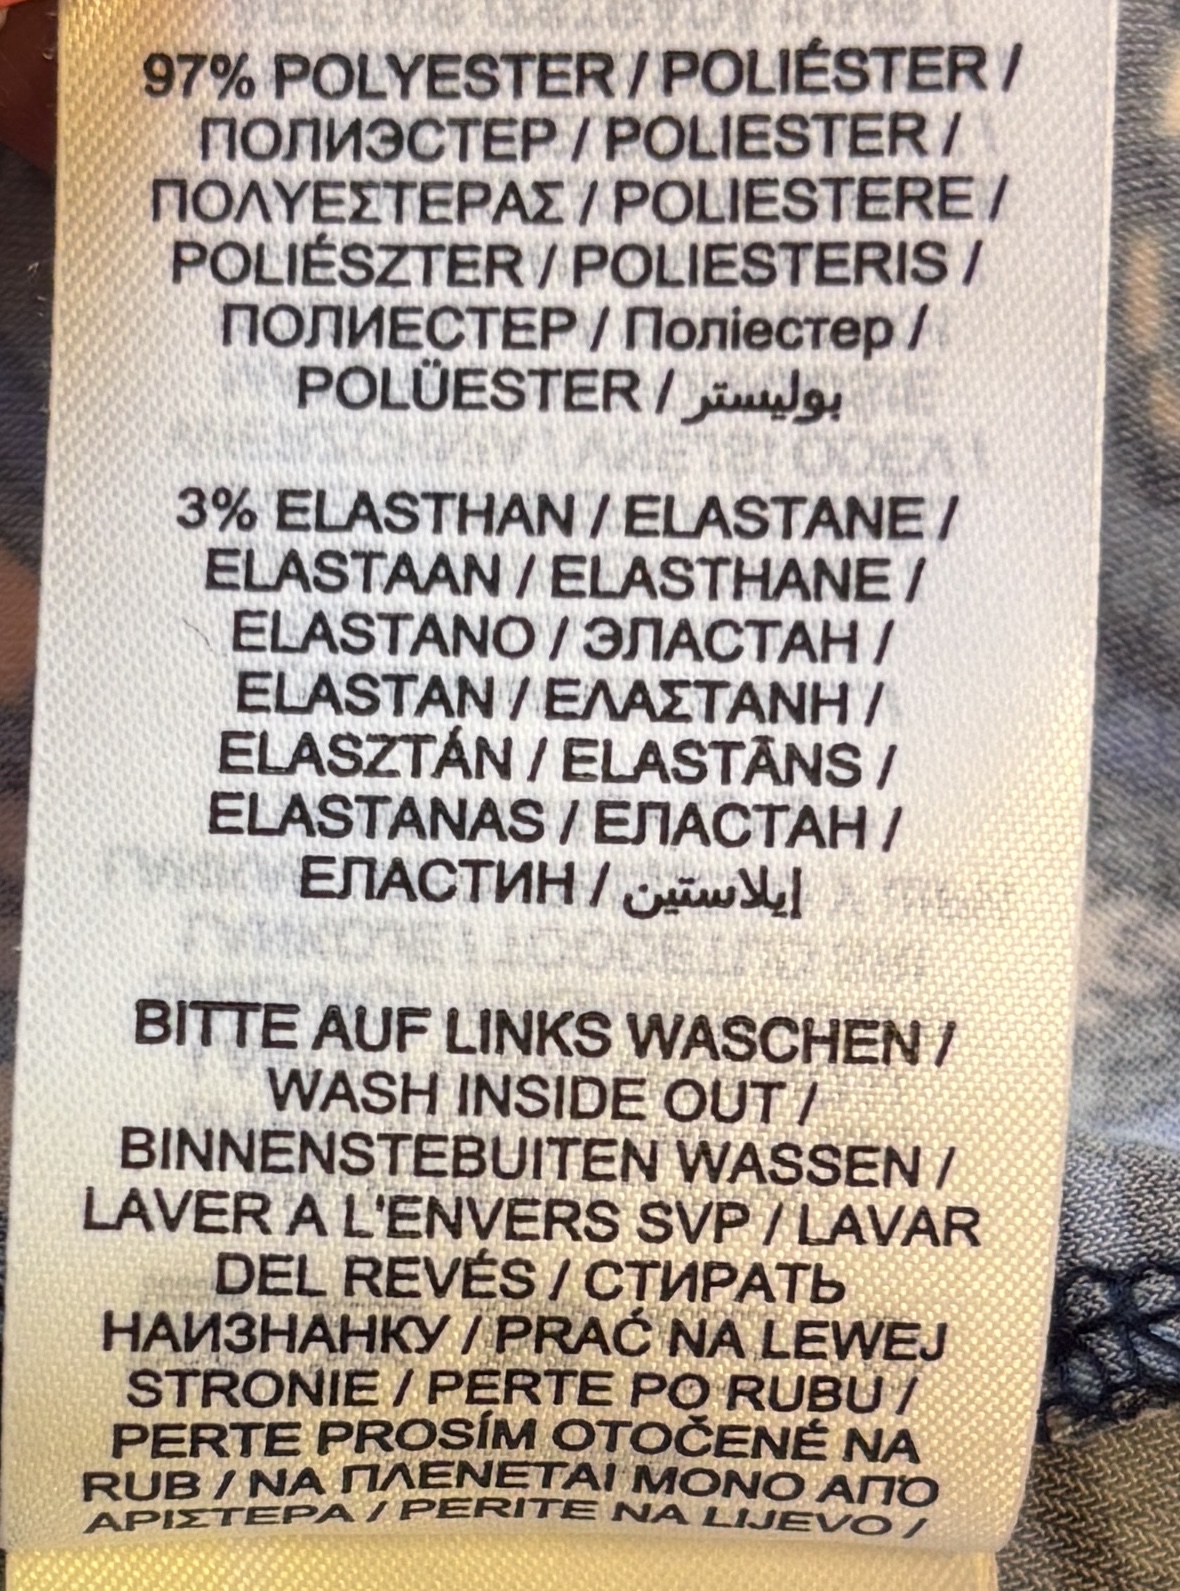 97% POLYESTER / POLIÉSTER /
ПОЛИЭСТЕР / POLIESTER /
ΠΟΛΥΕΣΤΕΡΑΣ / POLIESTERE /
POLIÉSZTER / POLIESTERIS /
ПОЛИЕСТЕР / Поліестер /
POLÜESTER / بوليستر
3% ELASTHAN / ELASTANE /
ELASTAAN / ELASTHANE /
ELASTANO / ЭЛАСТАН /
ELASTAN / ΕΛΑΣΤΑΝΗ /
ELASZTÁN / ELASTĀNS /
ELASTANAS / ЕЛАСТАН /
ЕЛАСТИН / إيلاستين
BITTE AUF LINKS WASCHEN /
WASH INSIDE OUT /
BINNENSTEBUITEN WASSEN /
LAVER A L'ENVERS SVP / LAVAR
DEL REVÉS / СТИРАТЬ
НАИЗНАНКУ / PRAĆ NA LEWEJ
STRONIE / PERTE PO RUBU /
PERTE PROSÍM OTOČENÉ NA
RUB / ΝΑ ΠΛΕΝΕΤΑΙ ΜΟΝΟ ΑΠΌ
ΑΡΙΣΤΕΡΑ / PERITE NA LIJEVO /